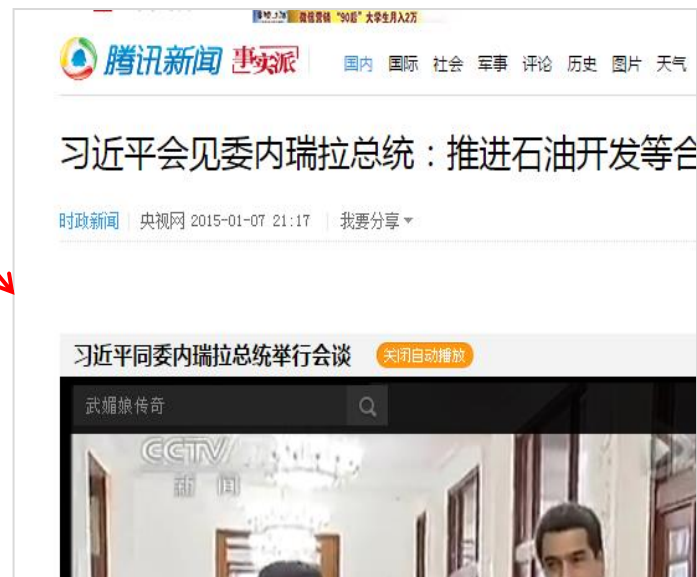 微信营销 "90后" 大学生月入2万
腾讯新闻 事实派 国内 国际 社会 军事 评论 历史 图片 天气
习近平会见委内瑞拉总统：推进石油开发等合
时政新闻 央视网 2015-01-07 21:17 我要分享
习近平同委内瑞拉总统举行会谈 关闭自动播放
武媚娘传奇
CCTV
新闻